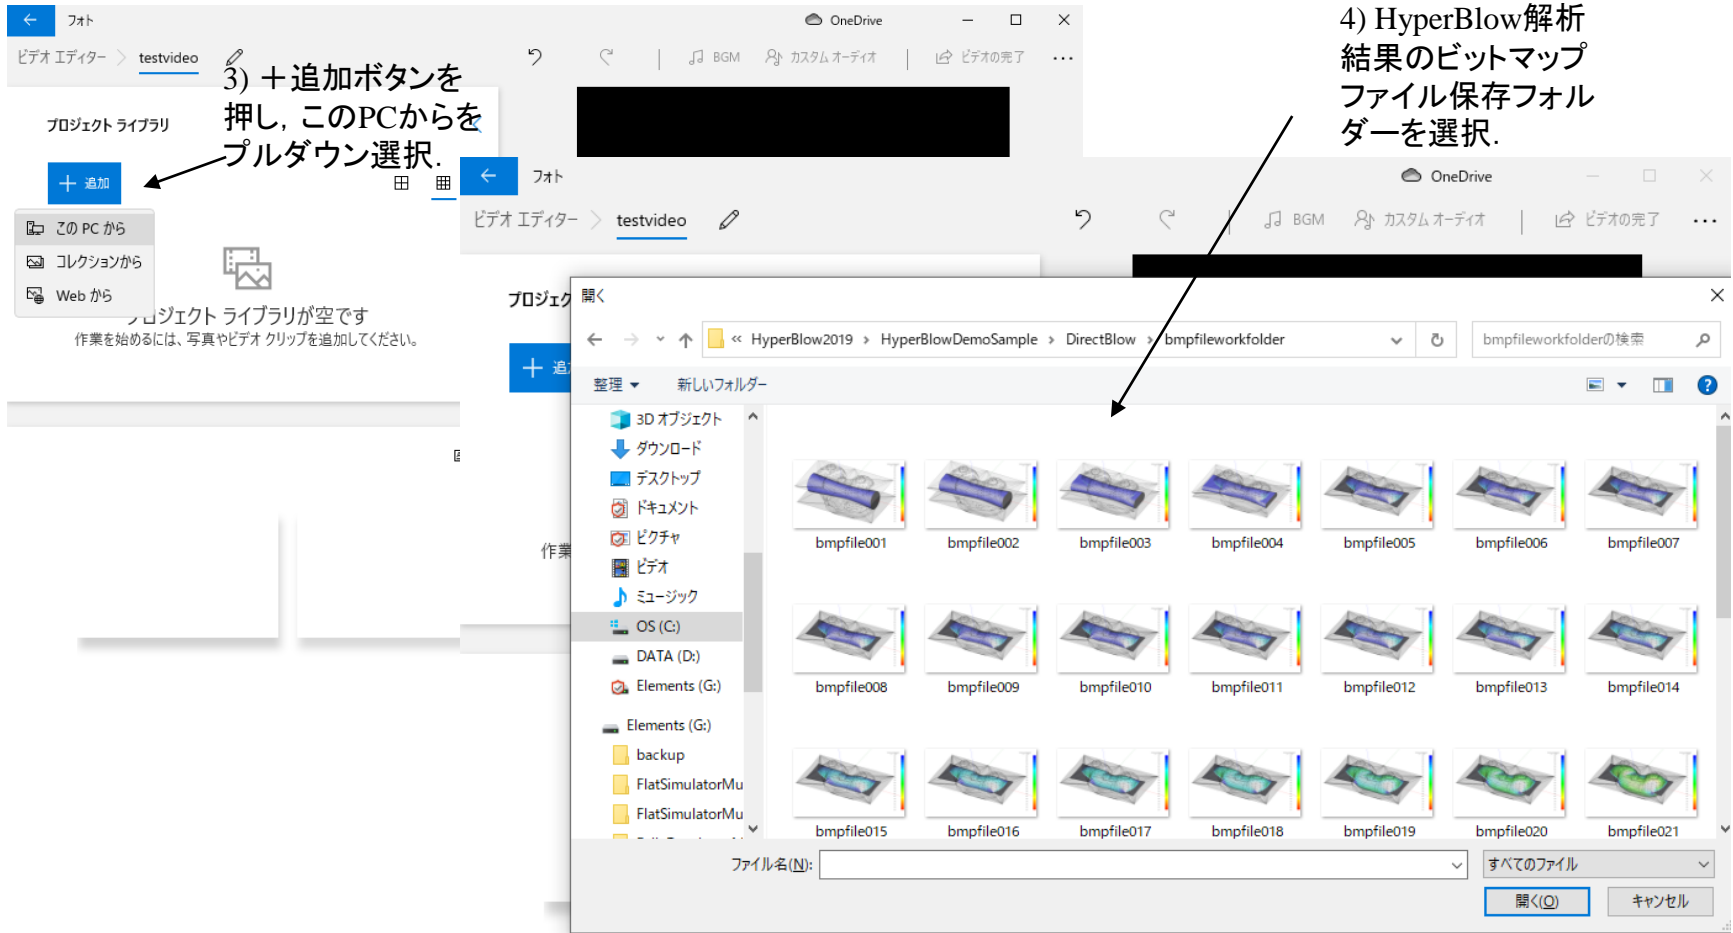 フォト
OneDrive
ビデオ エディター
testvideo
BGM
カスタム オーディオ
ビデオの完了
3) ＋追加ボタンを
押し, このPCからを
プルダウン選択.
4) HyperBlow解析
結果のビットマップ
ファイル保存フォル
ダーを選択.
プロジェクト ライブラリ
追加
この PC から
コレクションから
Web から
プロジェクト ライブラリが空です
作業を始めるには、写真やビデオ クリップを追加してください。
フォト
OneDrive
ビデオ エディター
testvideo
BGM
カスタム オーディオ
ビデオの完了
プロジェク
追加
作業
開く
« HyperBlow2019 › HyperBlowDemoSample › DirectBlow › bmpfileworkfolder
bmpfileworkfolderの検索
整理
新しいフォルダー
3D オブジェクト
ダウンロード
デスクトップ
ドキュメント
ピクチャ
ビデオ
ミュージック
OS (C:)
DATA (D:)
Elements (G:)
Elements (G:)
backup
FlatSimulatorMu
FlatSimulatorMu
bmpfile001
bmpfile002
bmpfile003
bmpfile004
bmpfile005
bmpfile006
bmpfile007
bmpfile008
bmpfile009
bmpfile010
bmpfile011
bmpfile012
bmpfile013
bmpfile014
bmpfile015
bmpfile016
bmpfile017
bmpfile018
bmpfile019
bmpfile020
bmpfile021
ファイル名(N):
すべてのファイル
開く(O)
キャンセル